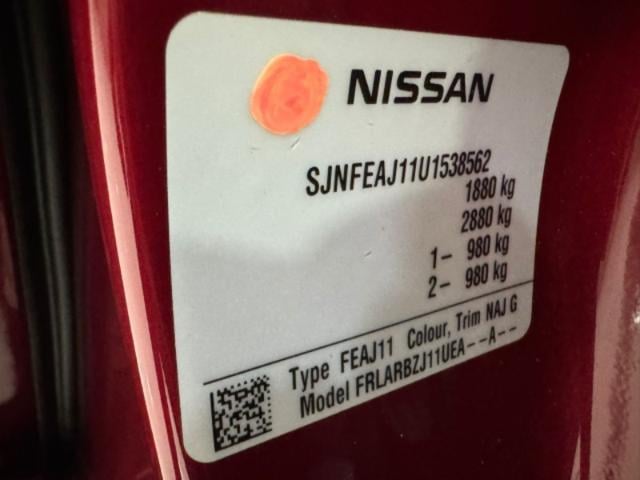 NISSAN
SJNFEAJ11U1538562
1880 kg
2880 kg
1- 980 kg
2- 980 kg
Type FEAJ11 Colour, Trim NAJ G
Model FRLARBZJ11UEA--A--